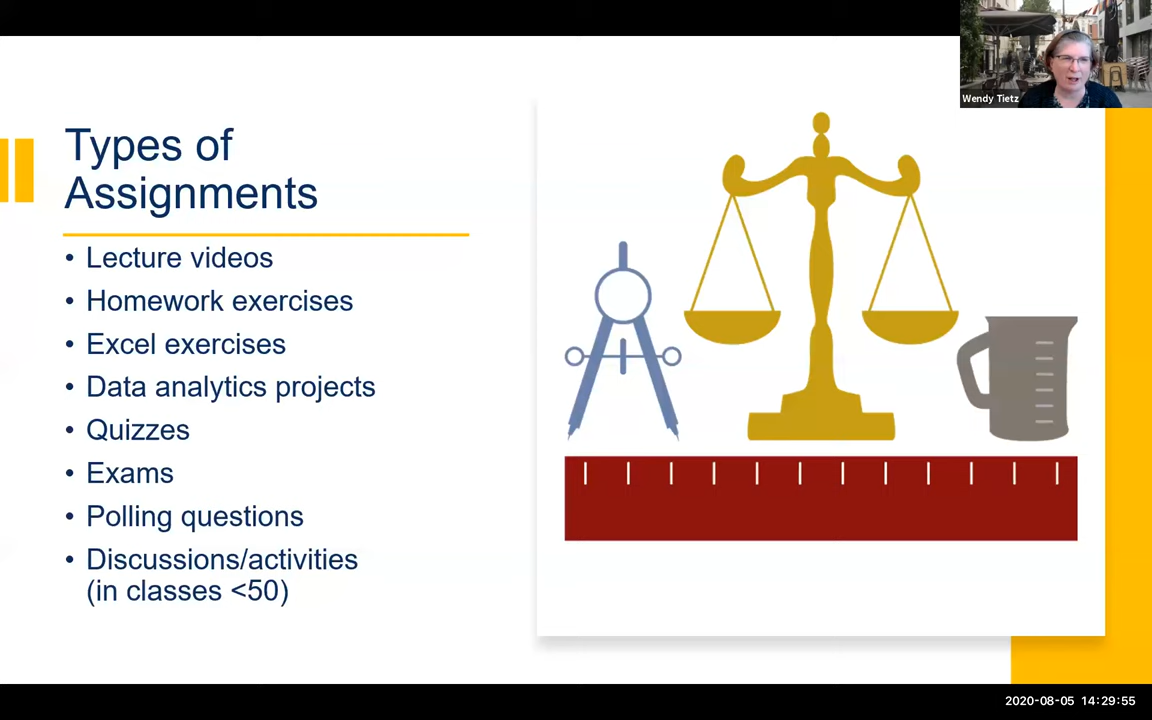 Wendy Tietz
Types of
Assignments
• Lecture videos
• Homework exercises
• Excel exercises
• Data analytics projects
• Quizzes
• Exams
• Polling questions
• Discussions/activities
(in classes <50)
2020-08-05 14:29:55